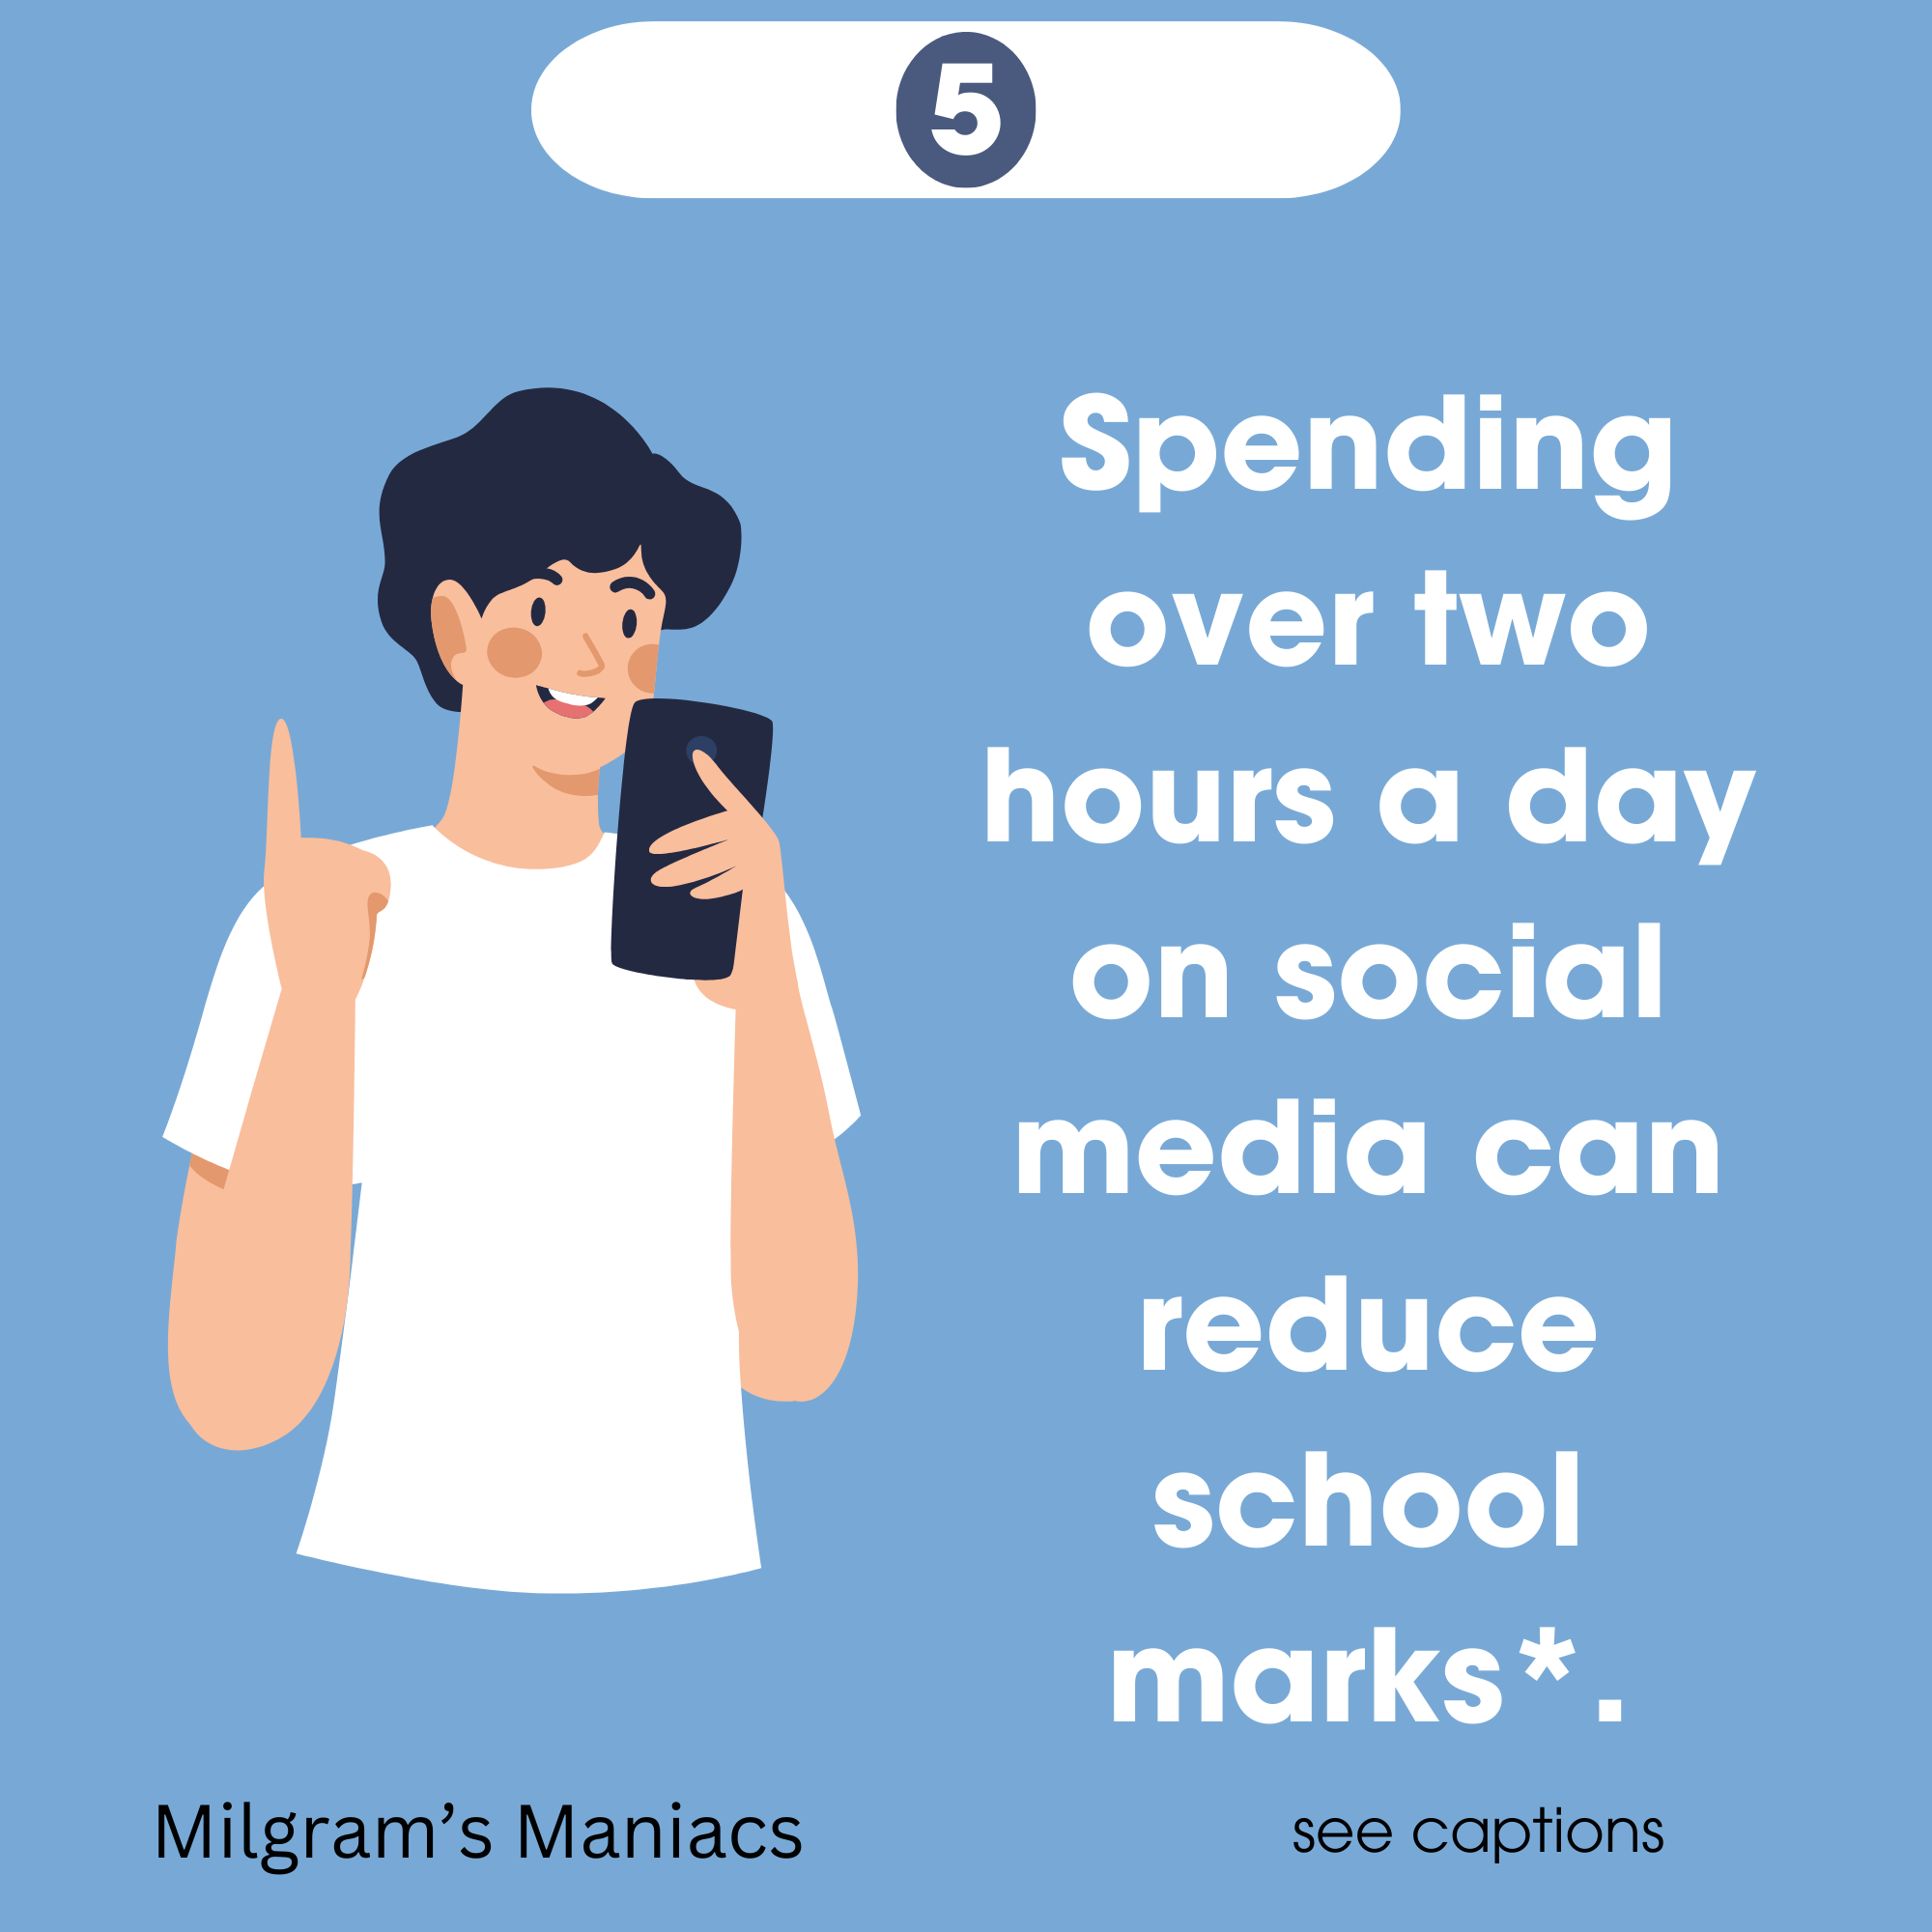 5
Spending
over two
hours a day
on social
media can
reduce
school
marks*.
Milgram’s Maniacs
see captions